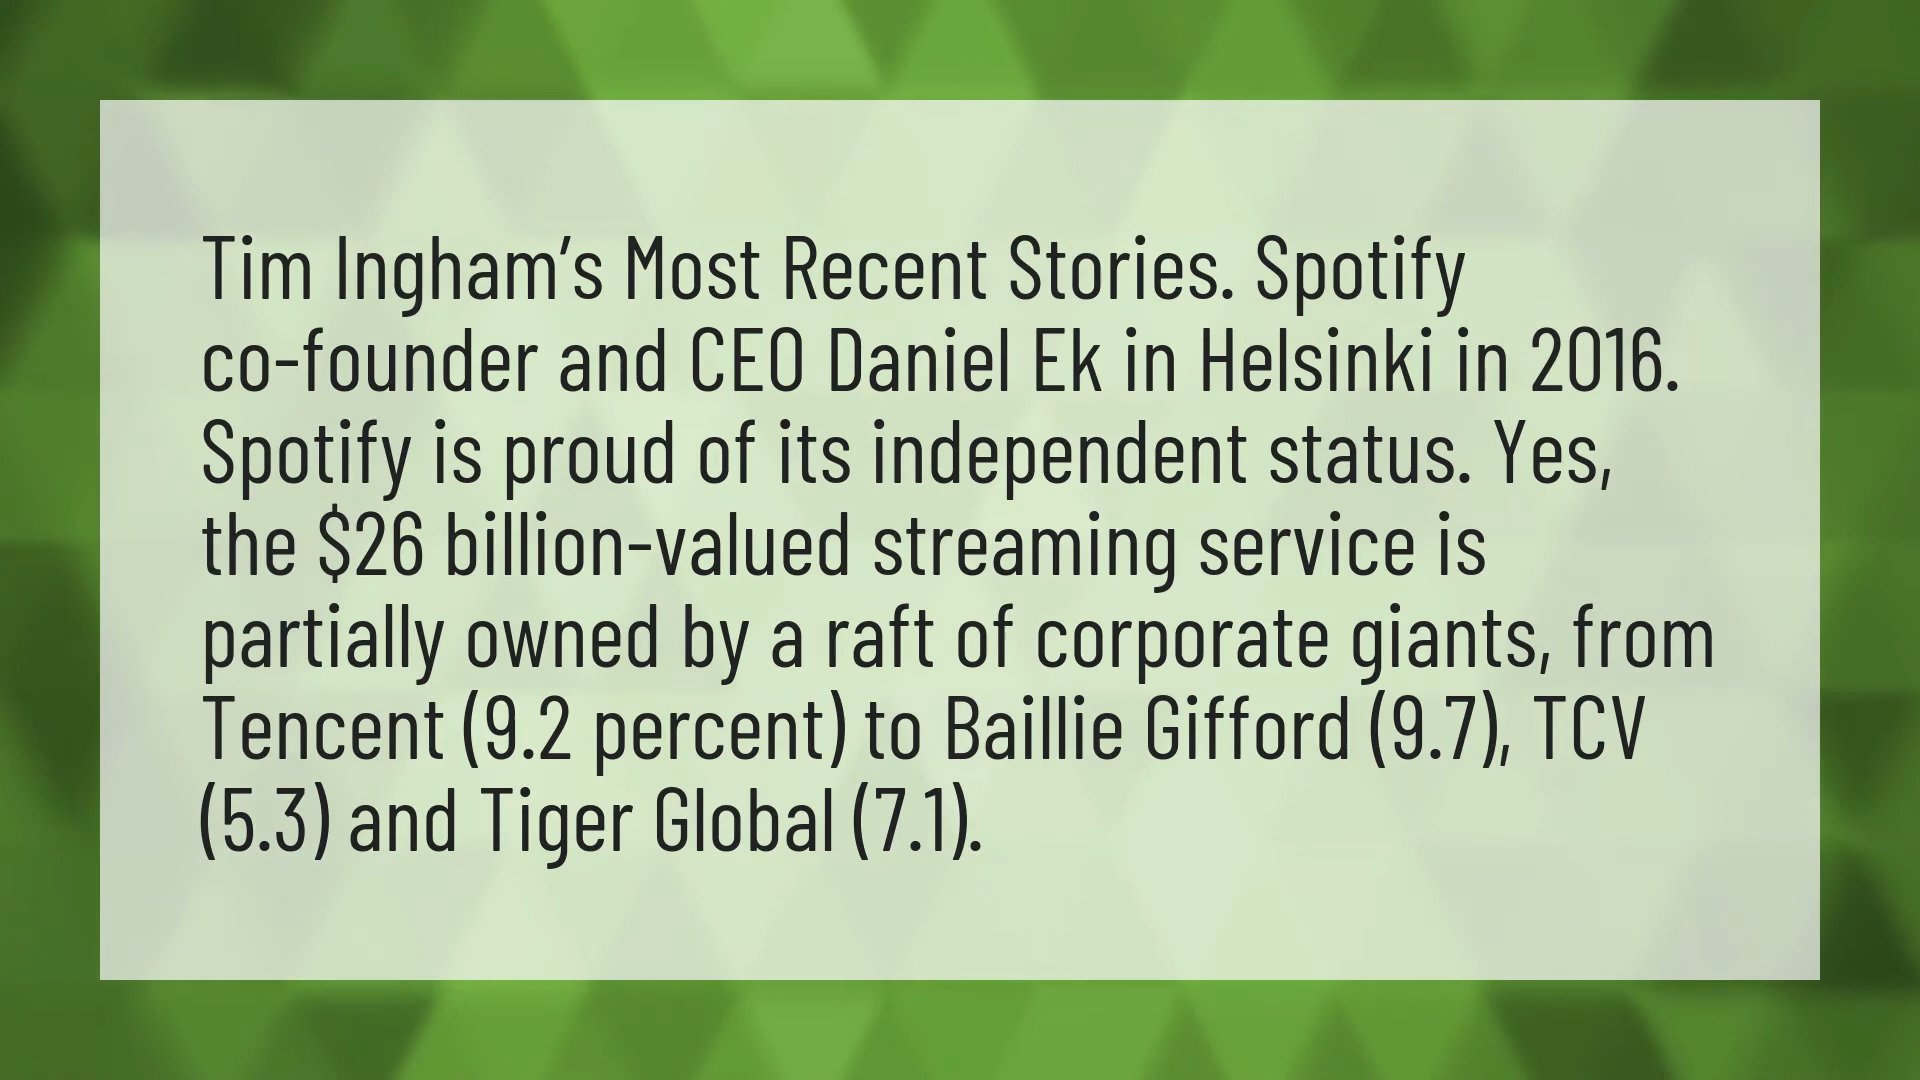 Tim Ingham’s Most Recent Stories. Spotify
co-founder and CEO Daniel Ek in Helsinki in 2016.
Spotify is proud of its independent status. Yes,
the $26 billion-valued streaming service is
partially owned by a raft of corporate giants, from
Tencent (9.2 percent) to Baillie Gifford (9.7), TCV
(5.3) and Tiger Global (7.1).